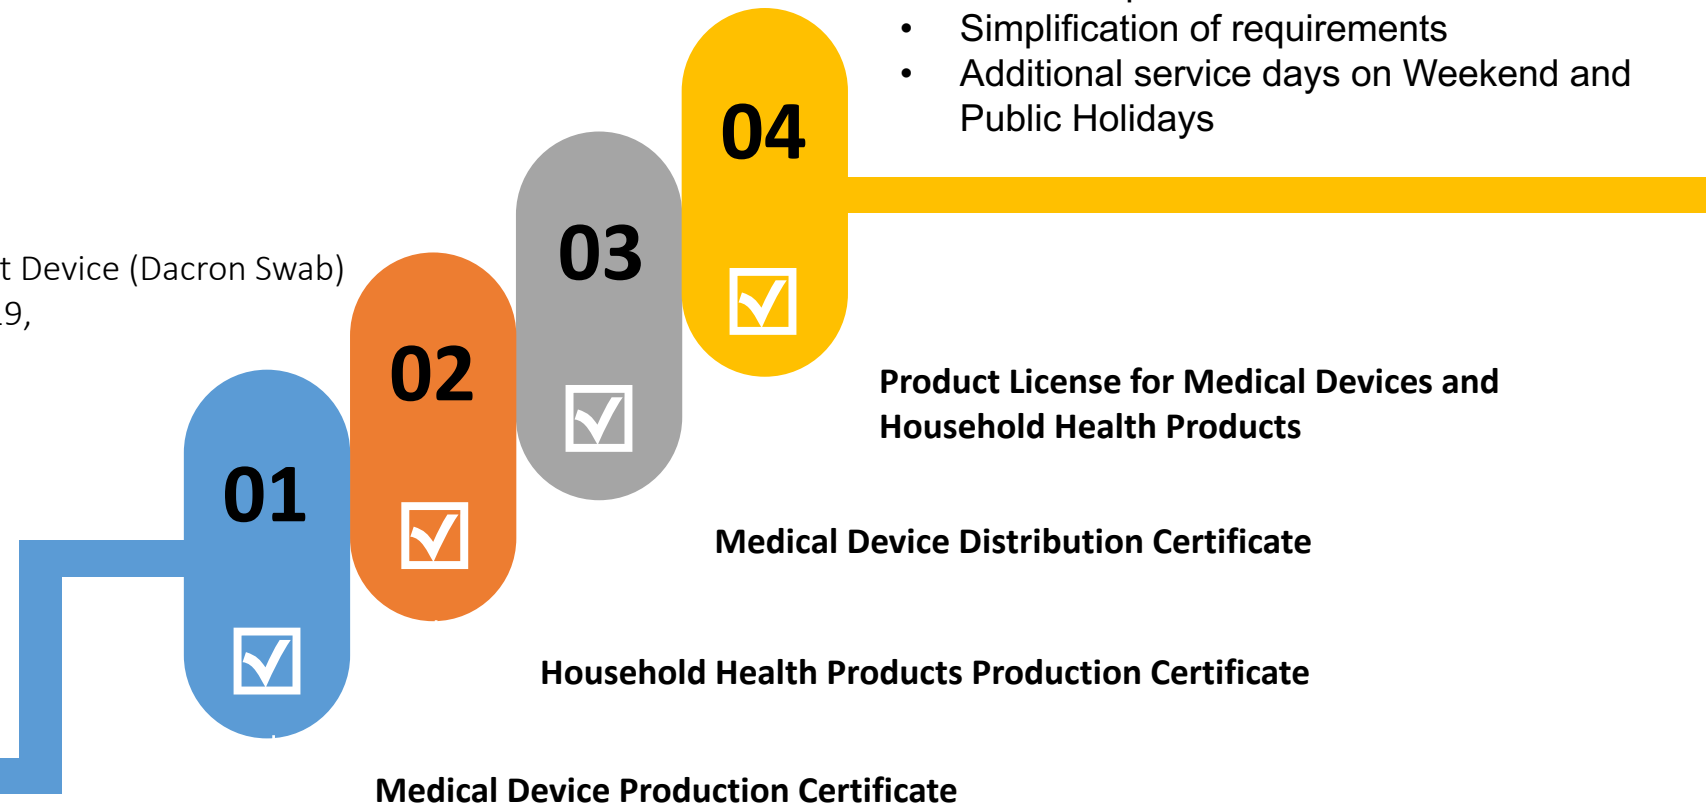 • Simplification of requirements
• Additional service days on Weekend and
Public Holidays
04
03
t Device (Dacron Swab)
9,
02
Product License for Medical Devices and
Household Health Products
01
Medical Device Distribution Certificate
Household Health Products Production Certificate
Medical Device Production Certificate